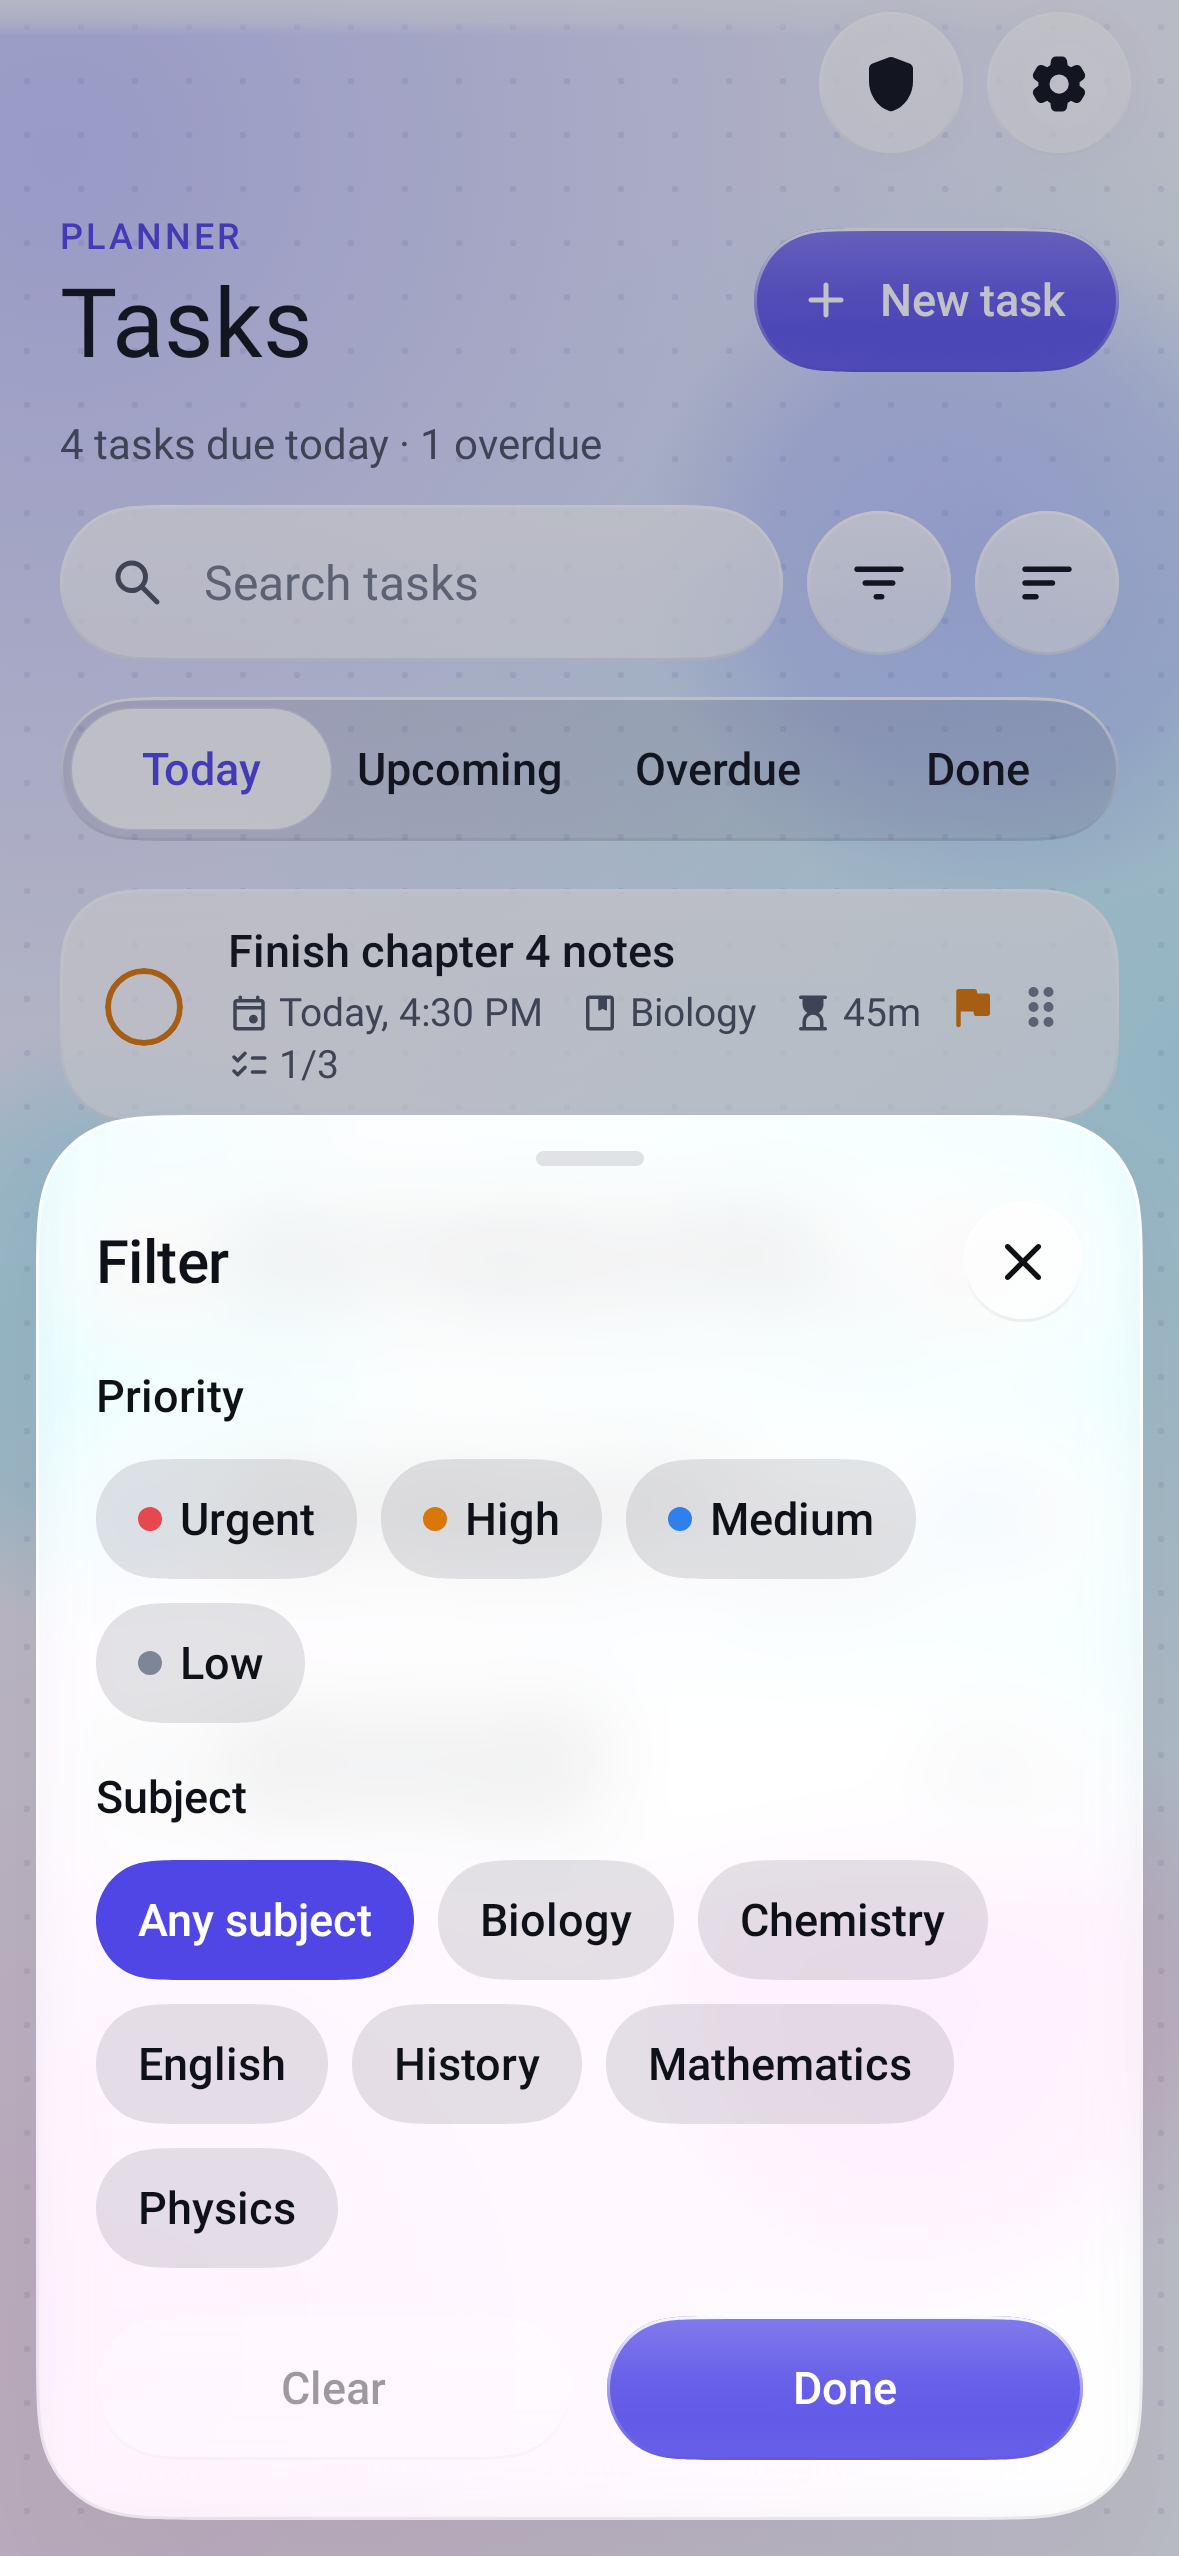 PLANNER
Tasks
New task
4 tasks due today · 1 overdue
Search tasks
Today Upcoming Overdue Done
Finish chapter 4 notes
Today, 4:30 PM Biology 45m
1/3
Filter
Priority
Urgent High Medium
Low
Subject
Any subject Biology Chemistry
English History Mathematics
Physics
Clear Done